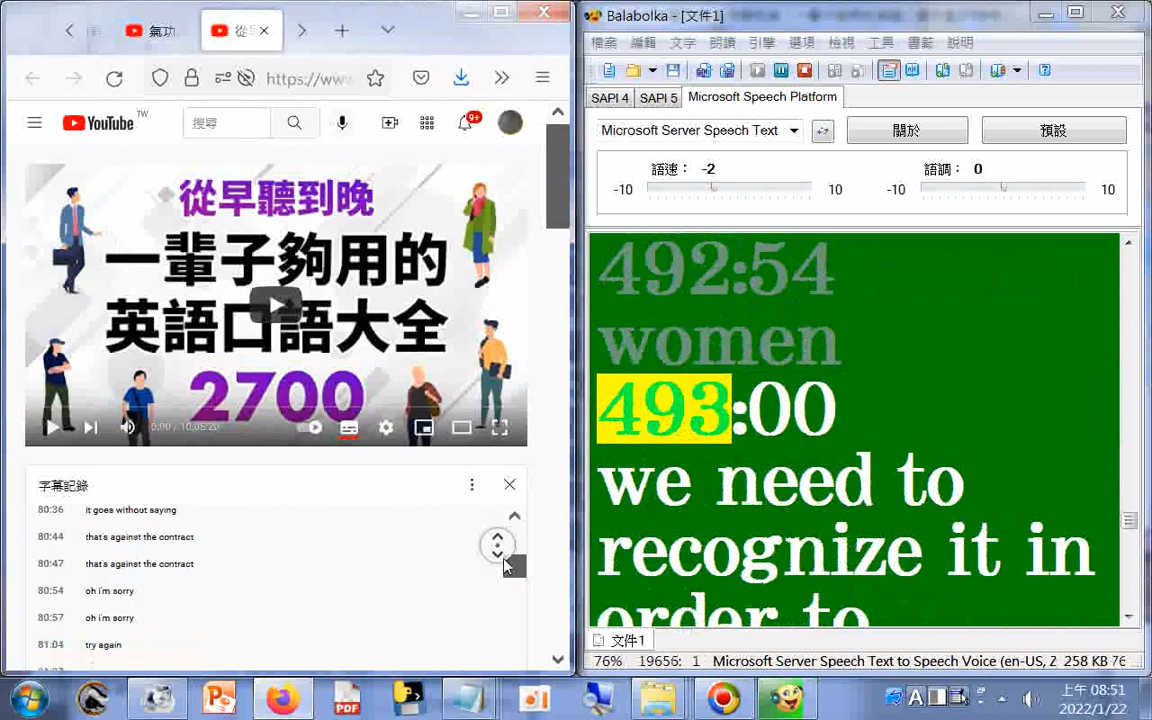 氣功
從
https://www
YouTube TW
搜尋
9+
從早聽到晚
一輩子夠用的
英語口語大全
2700
0:00 / 10:05:20
字幕記錄
80:36 it goes without saying
80:44 that's against the contract
80:47 that's against the contract
80:54 oh i'm sorry
80:57 oh i'm sorry
81:04 try again
Balabolka - [文件1]
檔案 編輯 文字 朗讀 引擎 選項 檢視 工具 書籤 說明
SAPI 4 SAPI 5 Microsoft Speech Platform
Microsoft Server Speech Text 關於 預設
語速： -2 語調： 0
-10 10 -10 10
492:54
women
493:00
we need to
recognize it in
order to
文件1
76% 19656: 1 Microsoft Server Speech Text to Speech Voice (en-US, Z 258 KB 76
PDF
A
上午 08:51
2022/1/22